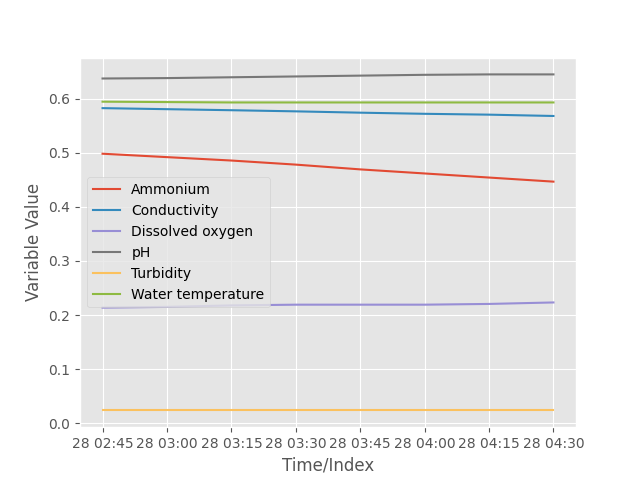 0.6
0.5
0.4
0.3
0.2
0.1
0.0
Variable Value
Ammonium
Conductivity
Dissolved oxygen
pH
Turbidity
Water temperature
28 02:45 28 03:00 28 03:15 28 03:30 28 03:45 28 04:00 28 04:15 28 04:30
Time/Index